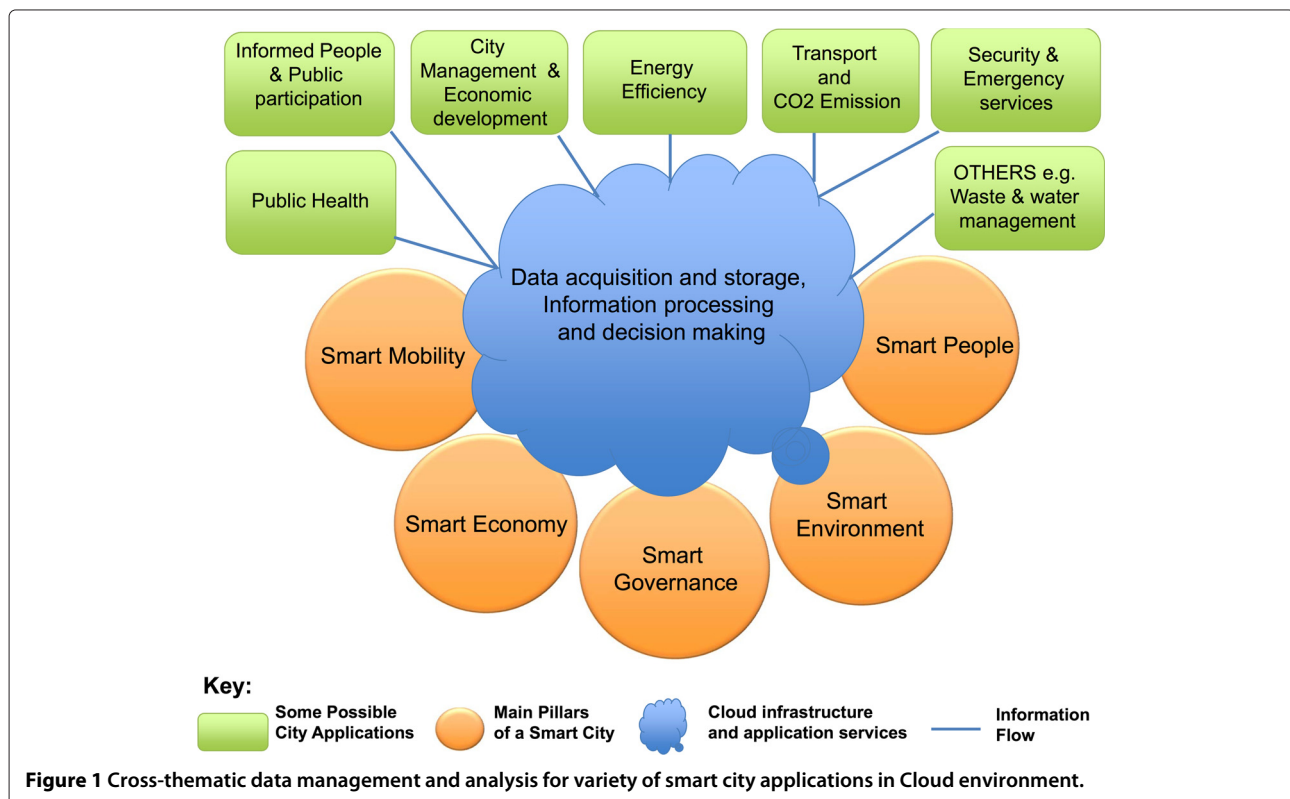 Informed People
& Public
participation
City
Management &
Economic
development
Energy
Efficiency
Transport
and
CO2 Emission
Security &
Emergency
services
Public Health
OTHERS e.g.
Waste & water
management
Data acquisition and storage,
Information processing
and decision making
Smart Mobility
Smart People
Smart Economy
Smart
Governance
Smart
Environment
Key:
Some Possible
City Applications
Main Pillars
of a Smart City
Cloud infrastructure
and application services
Information
Flow
Figure 1 Cross-thematic data management and analysis for variety of smart city applications in Cloud environment.